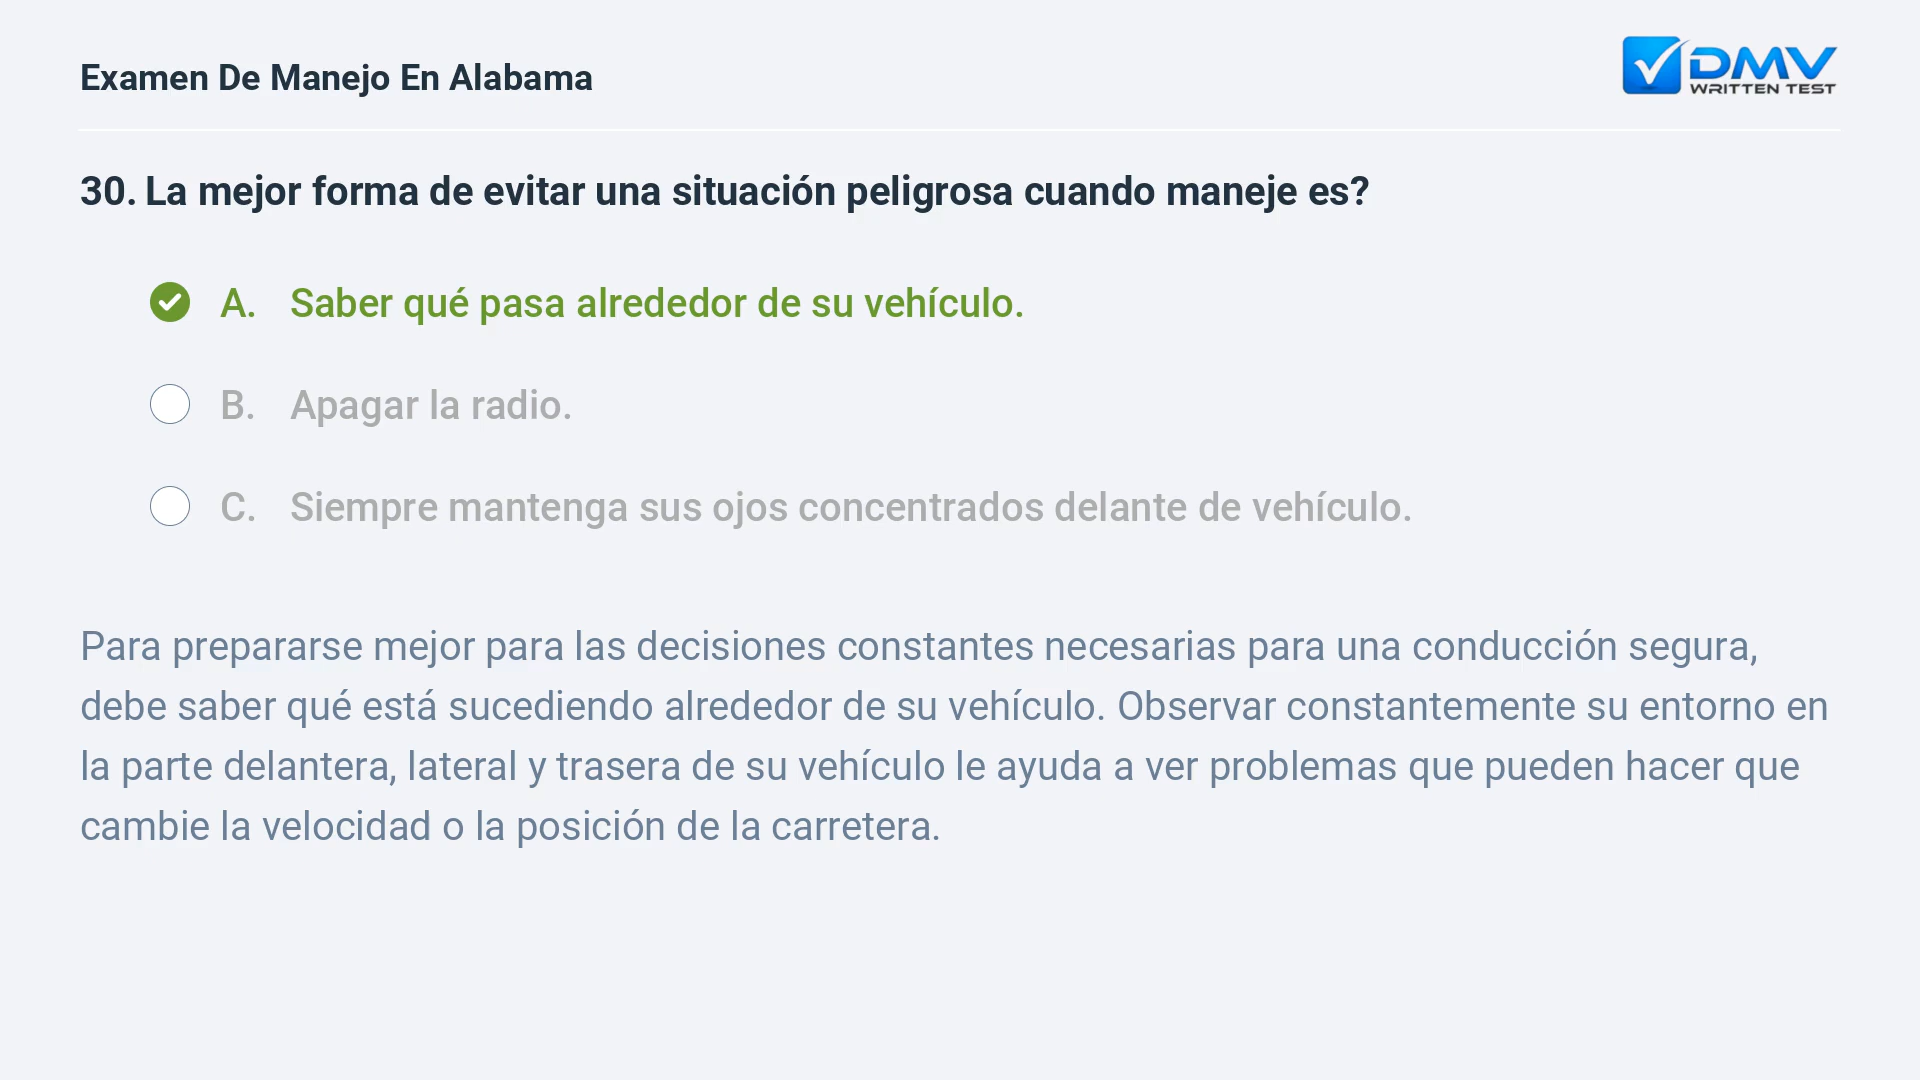 Examen De Manejo En Alabama
DMV
WRITTEN TEST
30. La mejor forma de evitar una situación peligrosa cuando maneje es?
A. Saber qué pasa alrededor de su vehículo.
B. Apagar la radio.
C. Siempre mantenga sus ojos concentrados delante de vehículo.
Para prepararse mejor para las decisiones constantes necesarias para una conducción segura,
debe saber qué está sucediendo alrededor de su vehículo. Observar constantemente su entorno en
la parte delantera, lateral y trasera de su vehículo le ayuda a ver problemas que pueden hacer que
cambie la velocidad o la posición de la carretera.